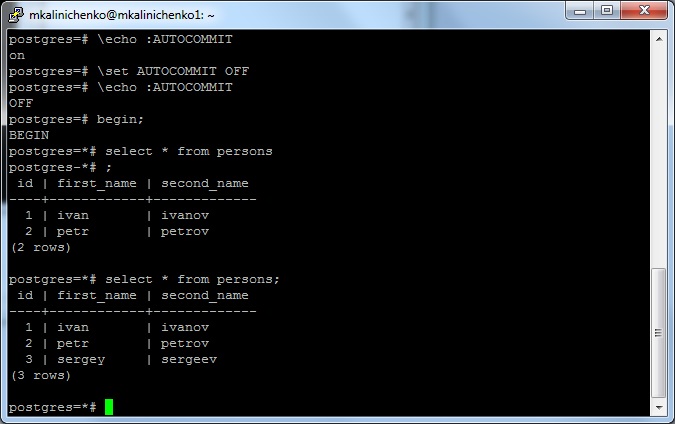 mkalinichenko@mkalinichenko1: ~
postgres=# \echo :AUTOCOMMIT
on
postgres=# \set AUTOCOMMIT OFF
postgres=# \echo :AUTOCOMMIT
OFF
postgres=# begin;
BEGIN
postgres=*# select * from persons
postgres-*# ;
 id | first_name | second_name
----+------------+-------------
  1 | ivan       | ivanov
  2 | petr       | petrov
(2 rows)

postgres=*# select * from persons;
 id | first_name | second_name
----+------------+-------------
  1 | ivan       | ivanov
  2 | petr       | petrov
  3 | sergey     | sergeev
(3 rows)

postgres=*#